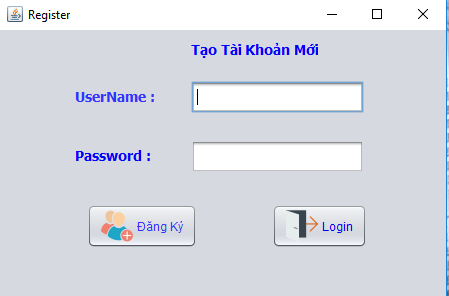 Register
Tạo Tài Khoản Mới
UserName :
Password :
Đăng Ký
Login